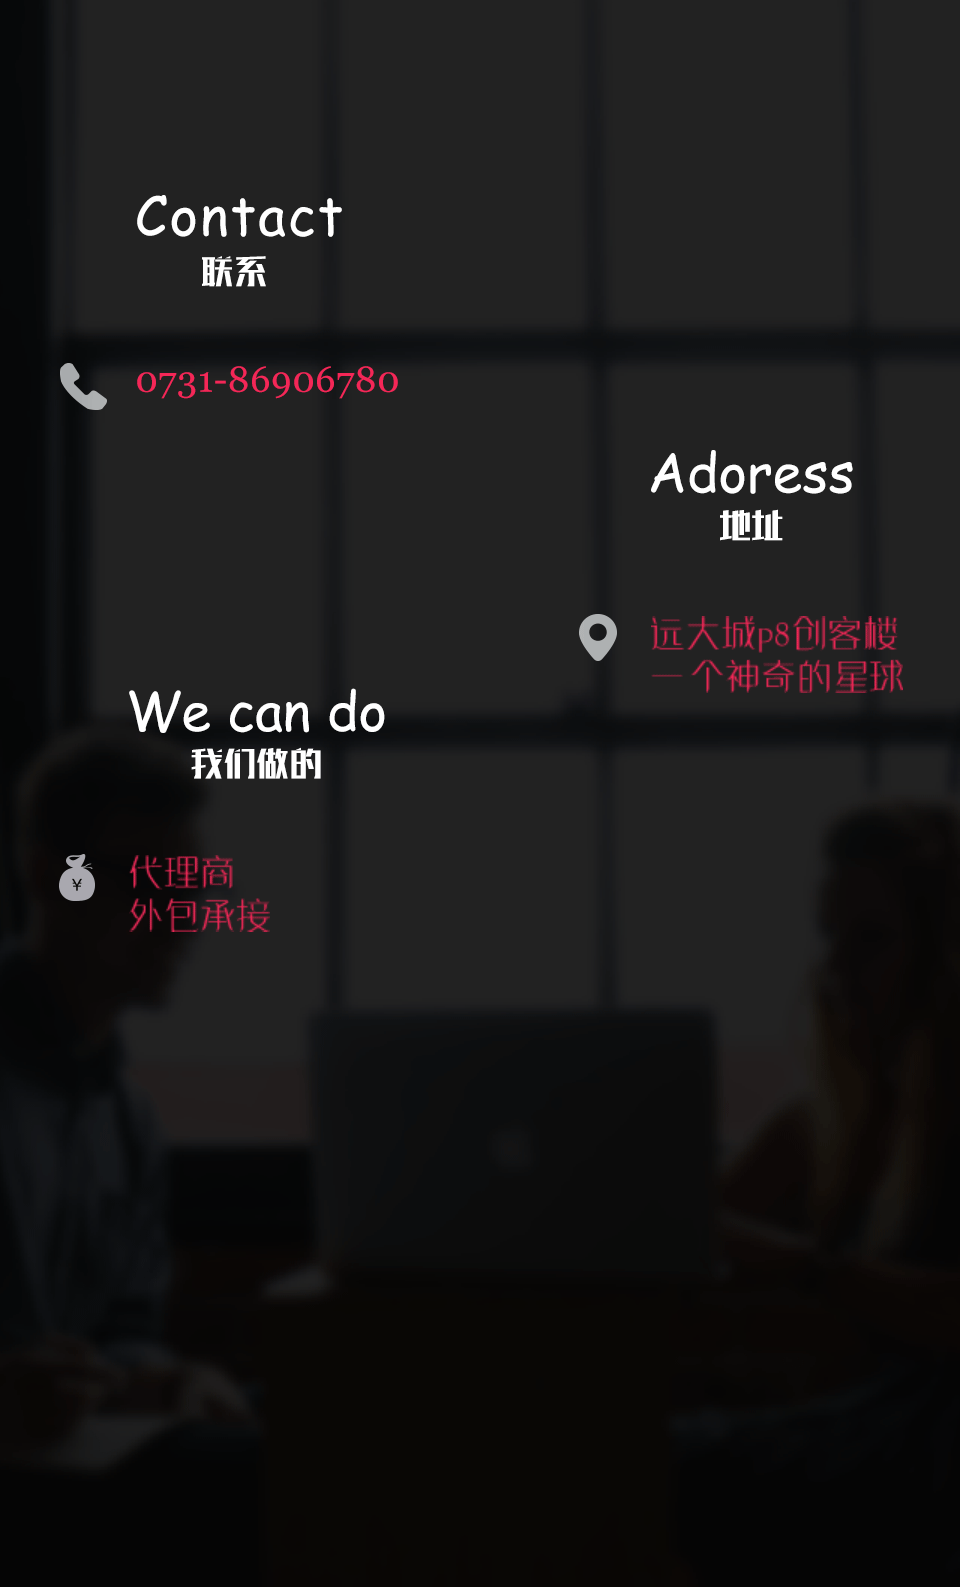 Contact
联系
0731-86906780
Adoress
地址
远大城p8创客楼
一个神奇的星球
We can do
我们做的
¥
代理商
外包承接